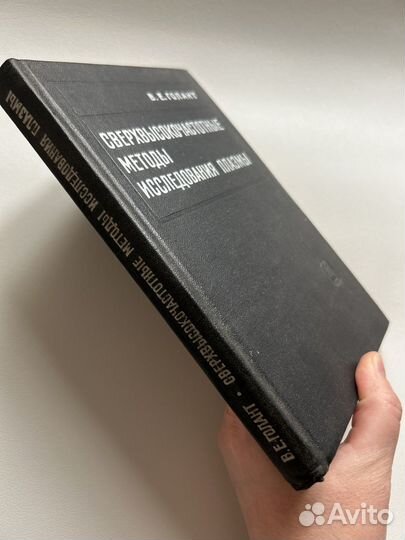 В. Е. ГОЛАНТ
СВЕРХВЫСОКОЧАСТОТНЫЕ
МЕТОДЫ
ИССЛЕДОВАНИЯ ПЛАЗМЫ
В.Е.ГОЛАНТ • СВЕРХВЫСОКОЧАСТОТНЫЕ МЕТОДЫ ИССЛЕДОВАНИЯ ПЛАЗМЫ
Avito